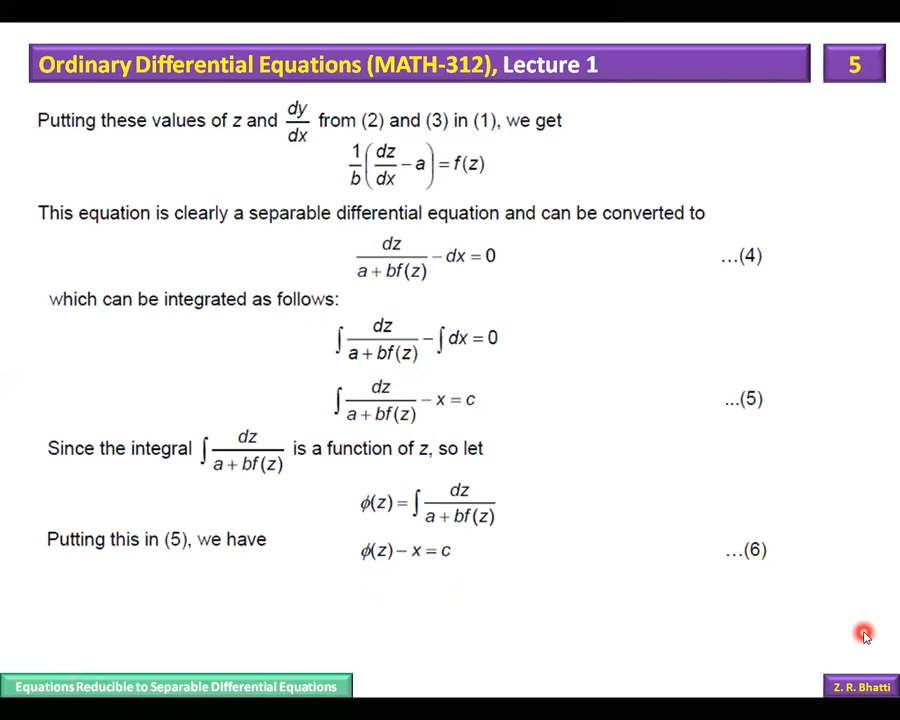 Ordinary Differential Equations (MATH-312), Lecture 1
5
Putting these values of z and dy/dx from (2) and (3) in (1), we get
1/b (dz/dx − a) = f(z)
This equation is clearly a separable differential equation and can be converted to
dz/(a + bf(z)) − dx = 0 …(4)
which can be integrated as follows:
∫ dz/(a + bf(z)) − ∫ dx = 0
∫ dz/(a + bf(z)) − x = c ...(5)
Since the integral ∫ dz/(a + bf(z)) is a function of z, so let
ϕ(z) = ∫ dz/(a + bf(z))
Putting this in (5), we have
ϕ(z) − x = c …(6)
Equations Reducible to Separable Differential Equations
Z. R. Bhatti